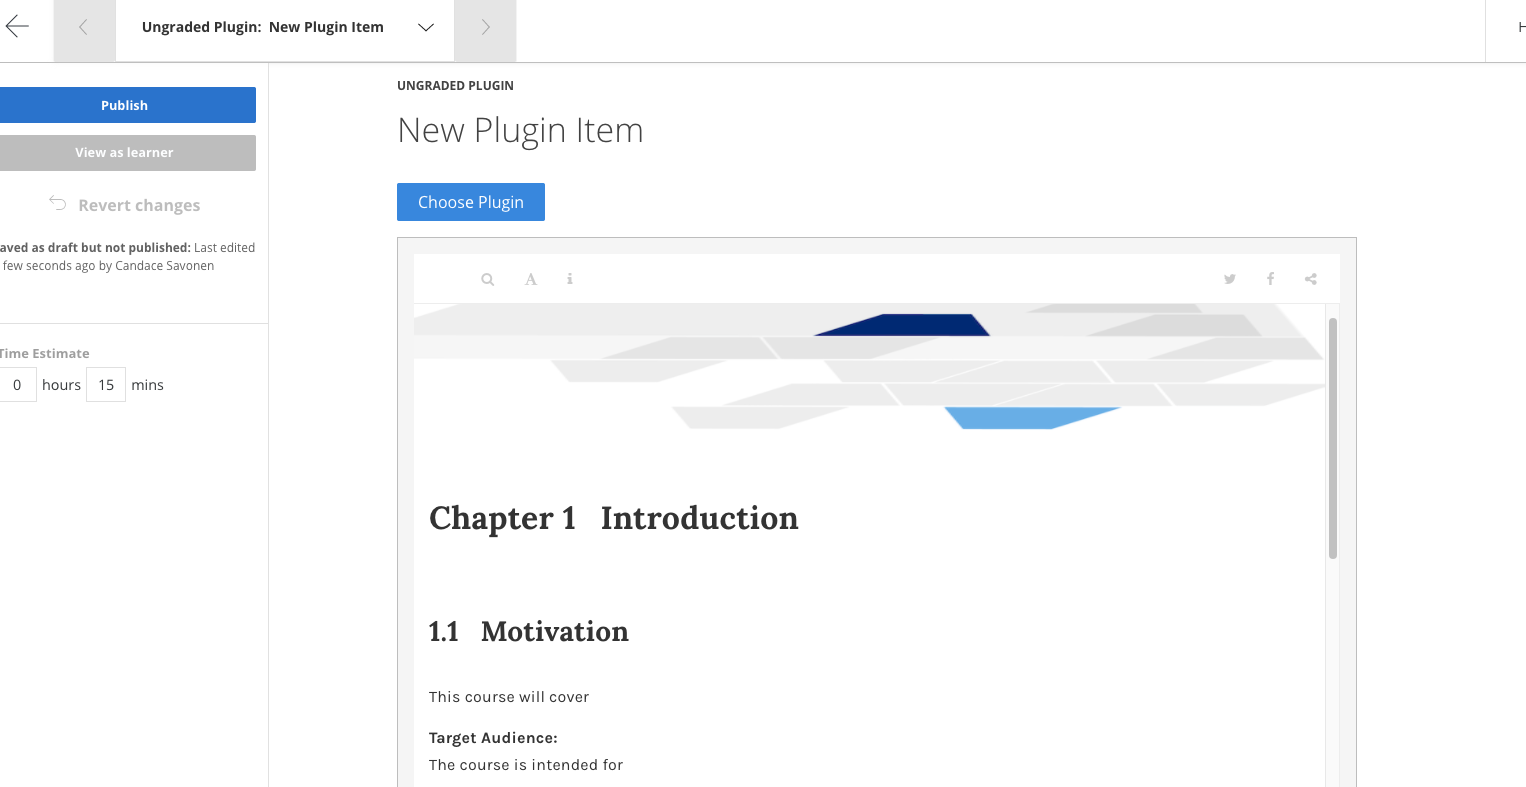 Ungraded Plugin: New Plugin Item
H
Publish
View as learner
Revert changes
aved as draft but not published: Last edited
few seconds ago by Candace Savonen
Time Estimate
0 hours 15 mins
UNGRADED PLUGIN
New Plugin Item
Choose Plugin
A i
Chapter 1 Introduction
1.1 Motivation
This course will cover
Target Audience:
The course is intended for